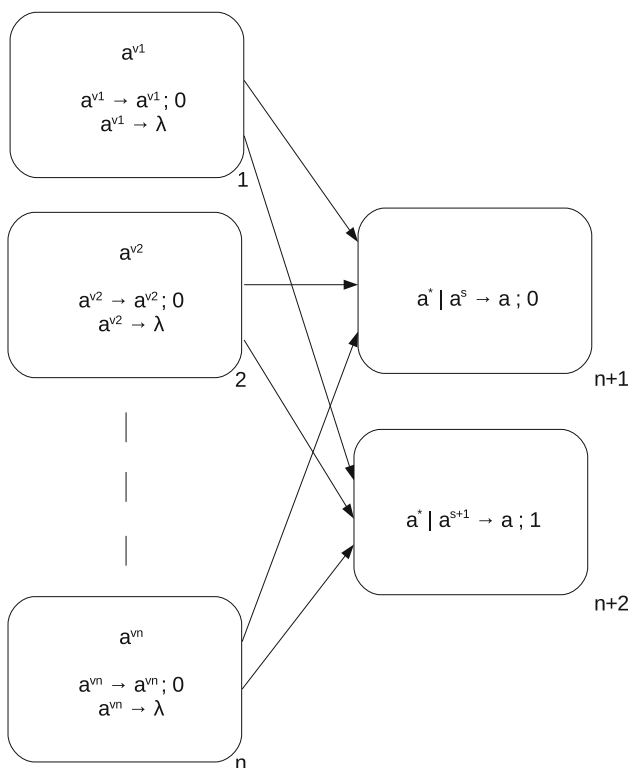 a^v1
a^v1 → a^v1 ; 0
a^v1 → λ
1
a^v2
a^v2 → a^v2 ; 0
a^v2 → λ
2
a^vn
a^vn → a^vn ; 0
a^vn → λ
n
a^* | a^s → a ; 0
n+1
a^* | a^s+1 → a ; 1
n+2